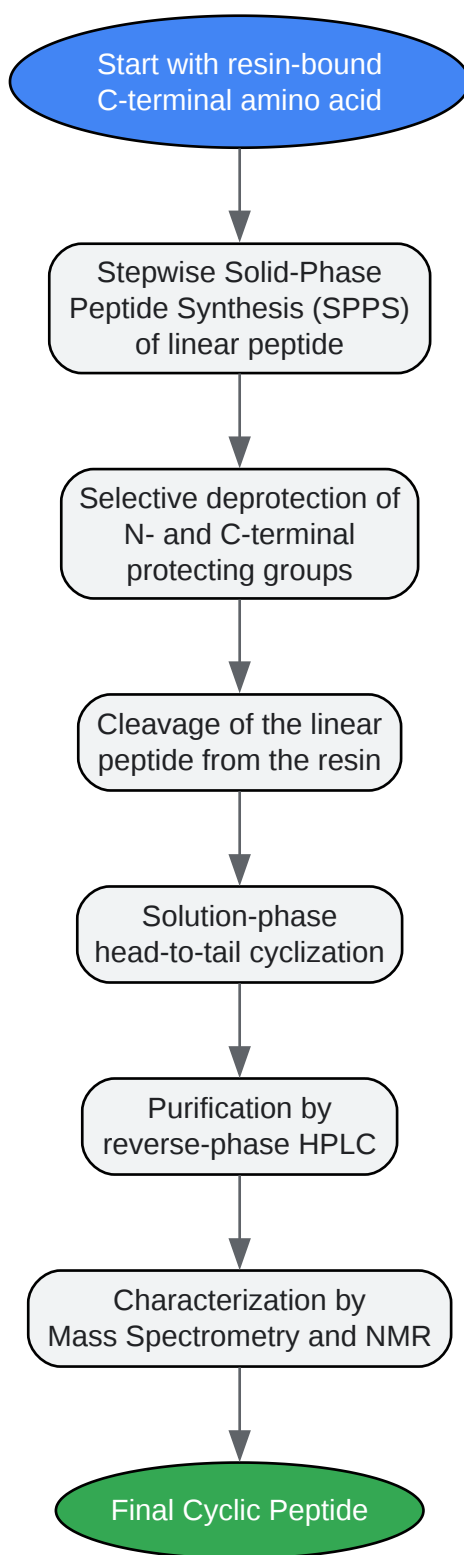 Start with resin-bound
C-terminal amino acid
Stepwise Solid-Phase
Peptide Synthesis (SPPS)
of linear peptide
Selective deprotection of
N- and C-terminal
protecting groups
Cleavage of the linear
peptide from the resin
Solution-phase
head-to-tail cyclization
Purification by
reverse-phase HPLC
Characterization by
Mass Spectrometry and NMR
Final Cyclic Peptide